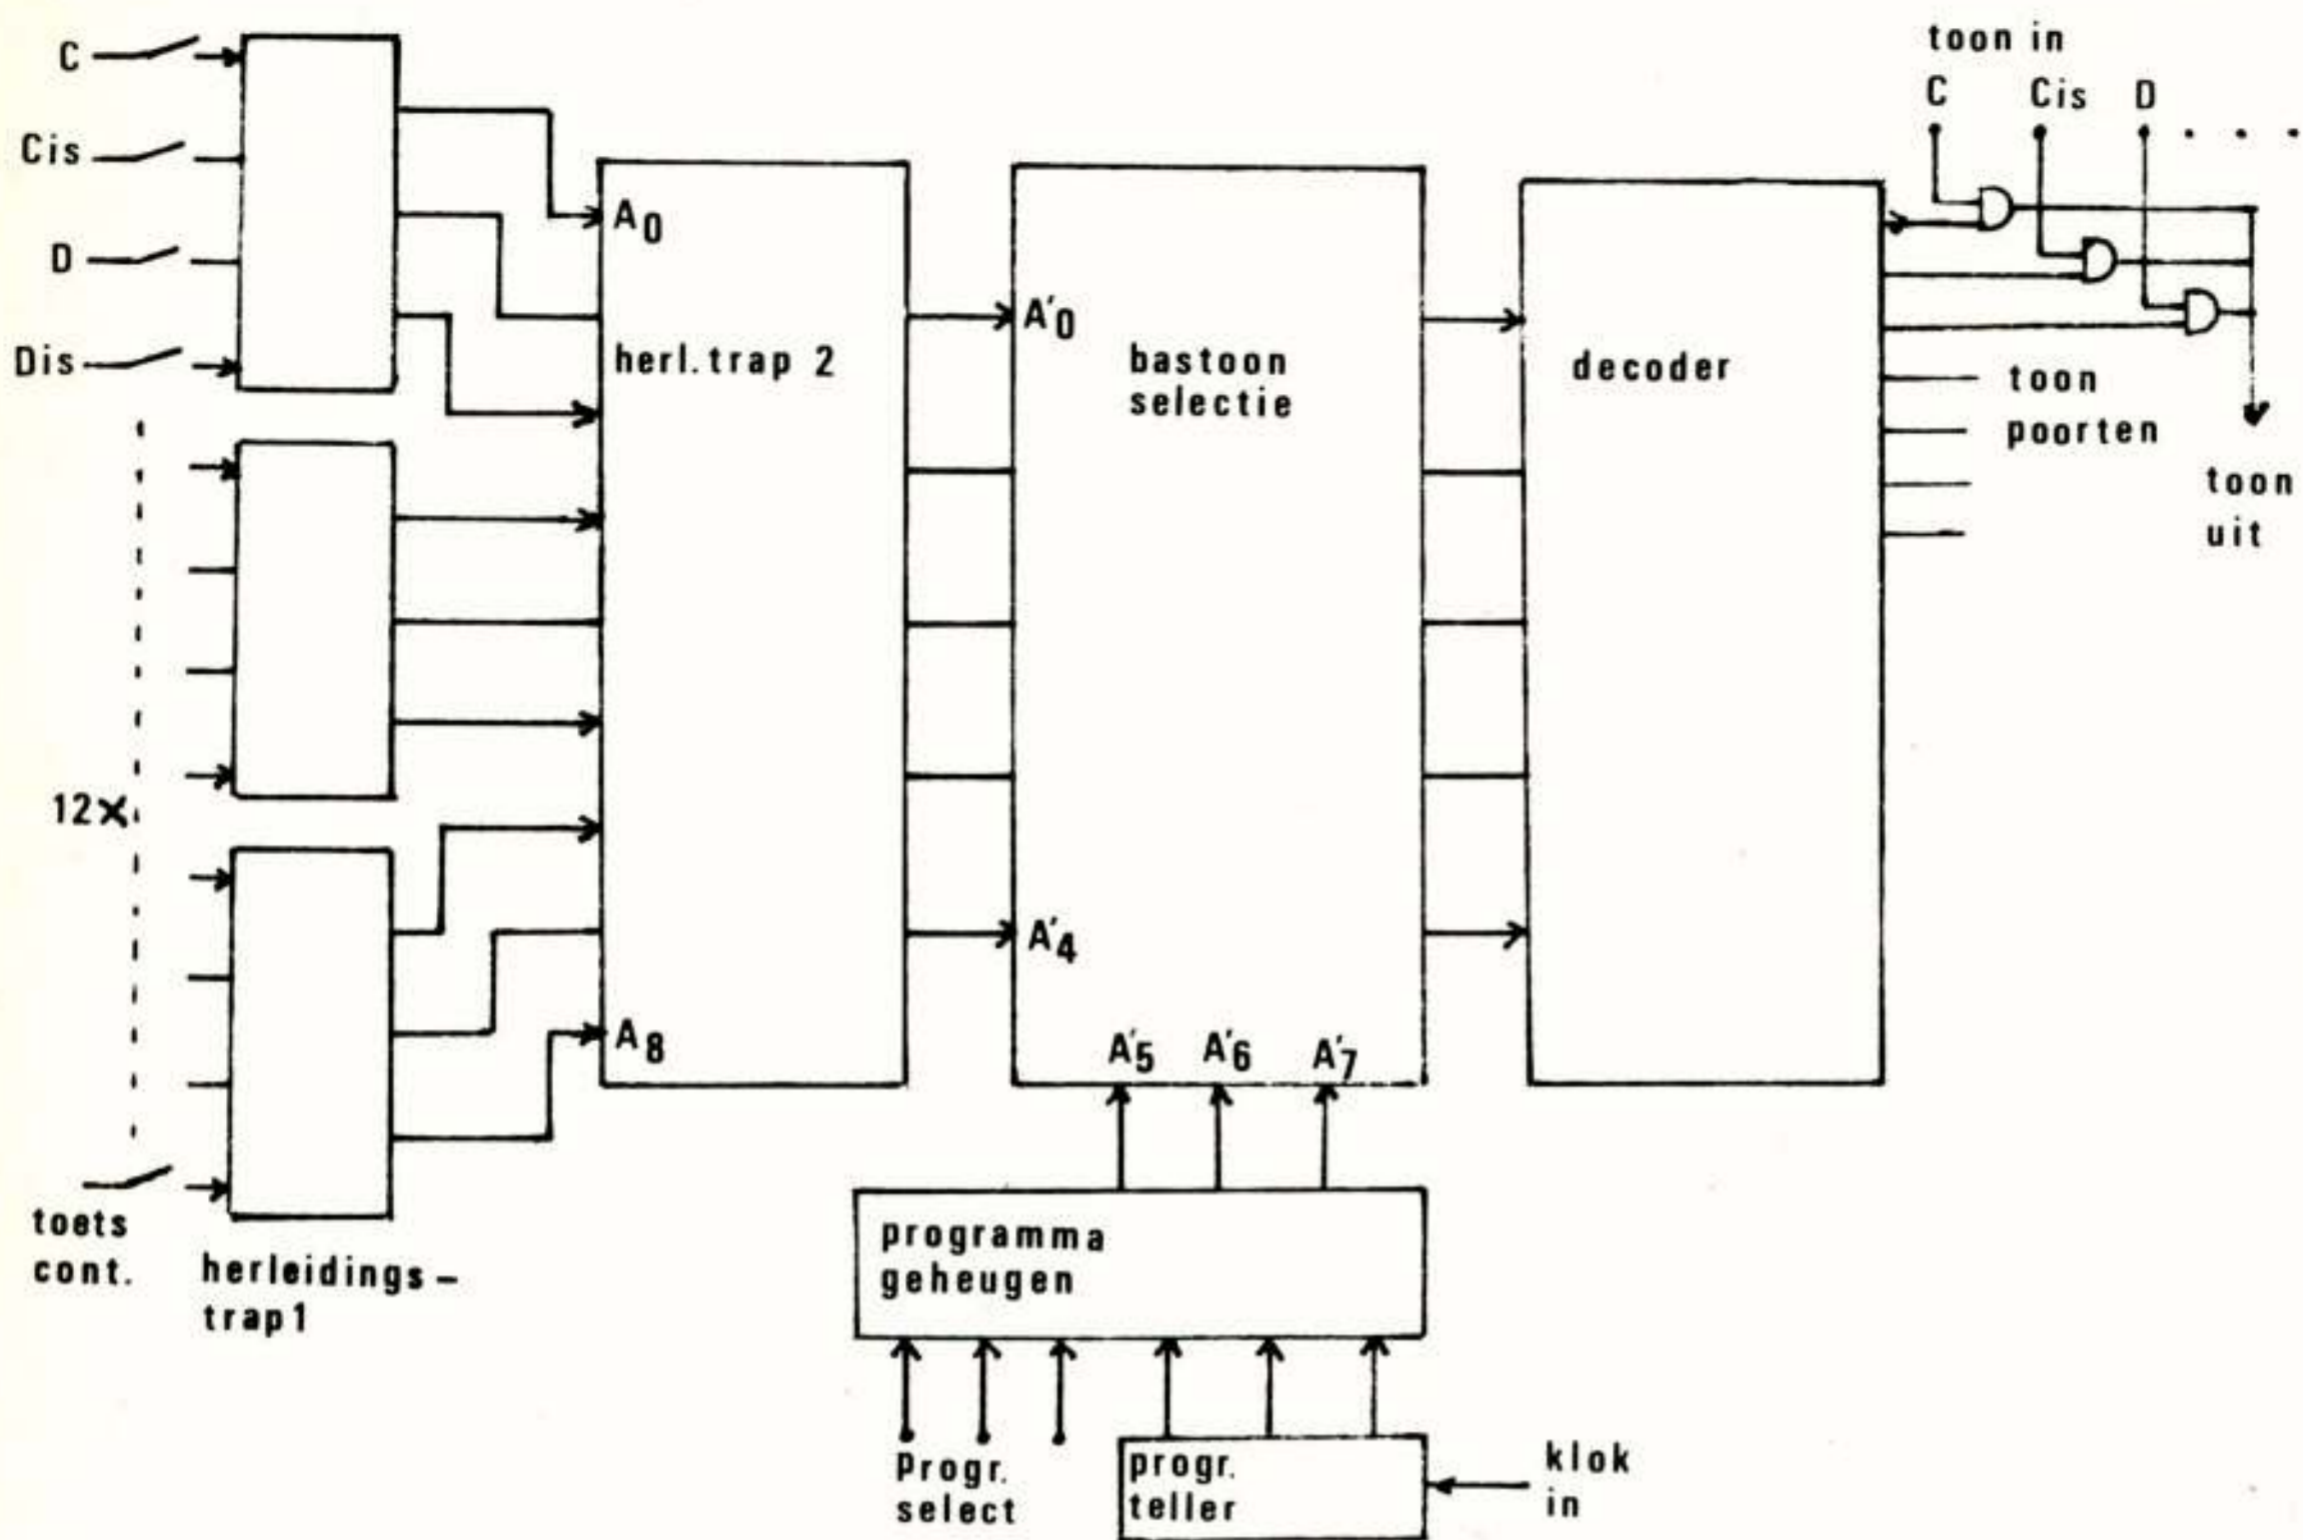 C
Cis
D
Dis
12x
toets
cont.
herleidings-
trap1
A0
herl.trap 2
A8
A'0
bastoon
selectie
A'4
A'5 A'6 A'7
decoder
toon in
C Cis D . . .
toon
poorten
toon
uit
programma
geheugen
Progr.
select
progr.
teller
klok
in